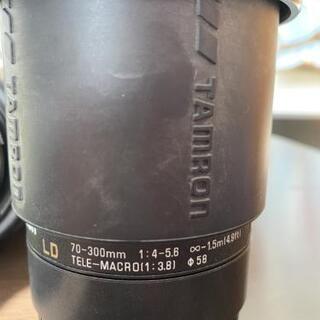 TAMRON
TAMRON
LD 70-300mm 1:4-5.6 ∞-1.5m(4.9ft)
TELE-MACRO(1:3.8) Φ58